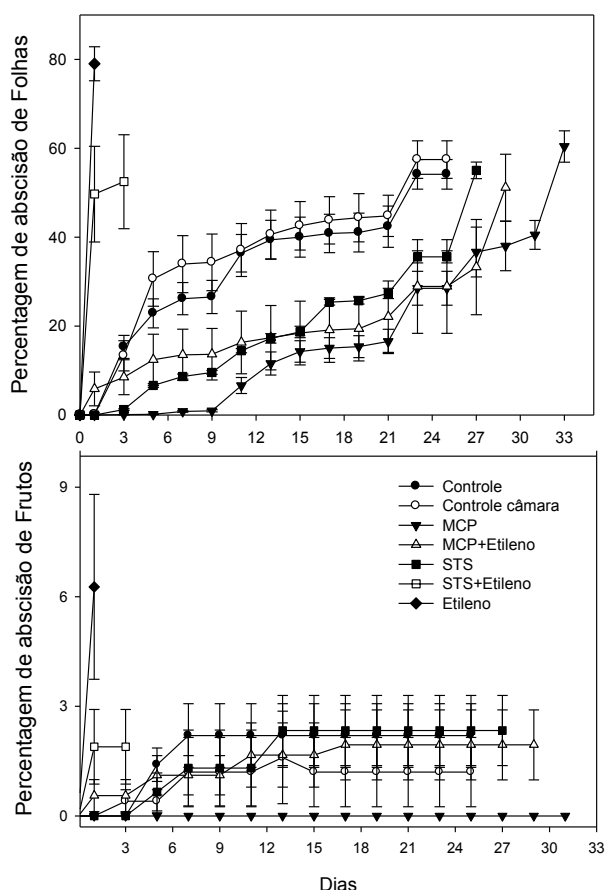 Percentagem de abscisão de Folhas
80
60
40
20
0
0 3 6 9 12 15 18 21 24 27 30 33
Percentagem de abscisão de Frutos
9
6
3
0
Controle
Controle câmara
MCP
MCP+Etileno
STS
STS+Etileno
Etileno
3 6 9 12 15 18 21 24 27 30 33
Dias